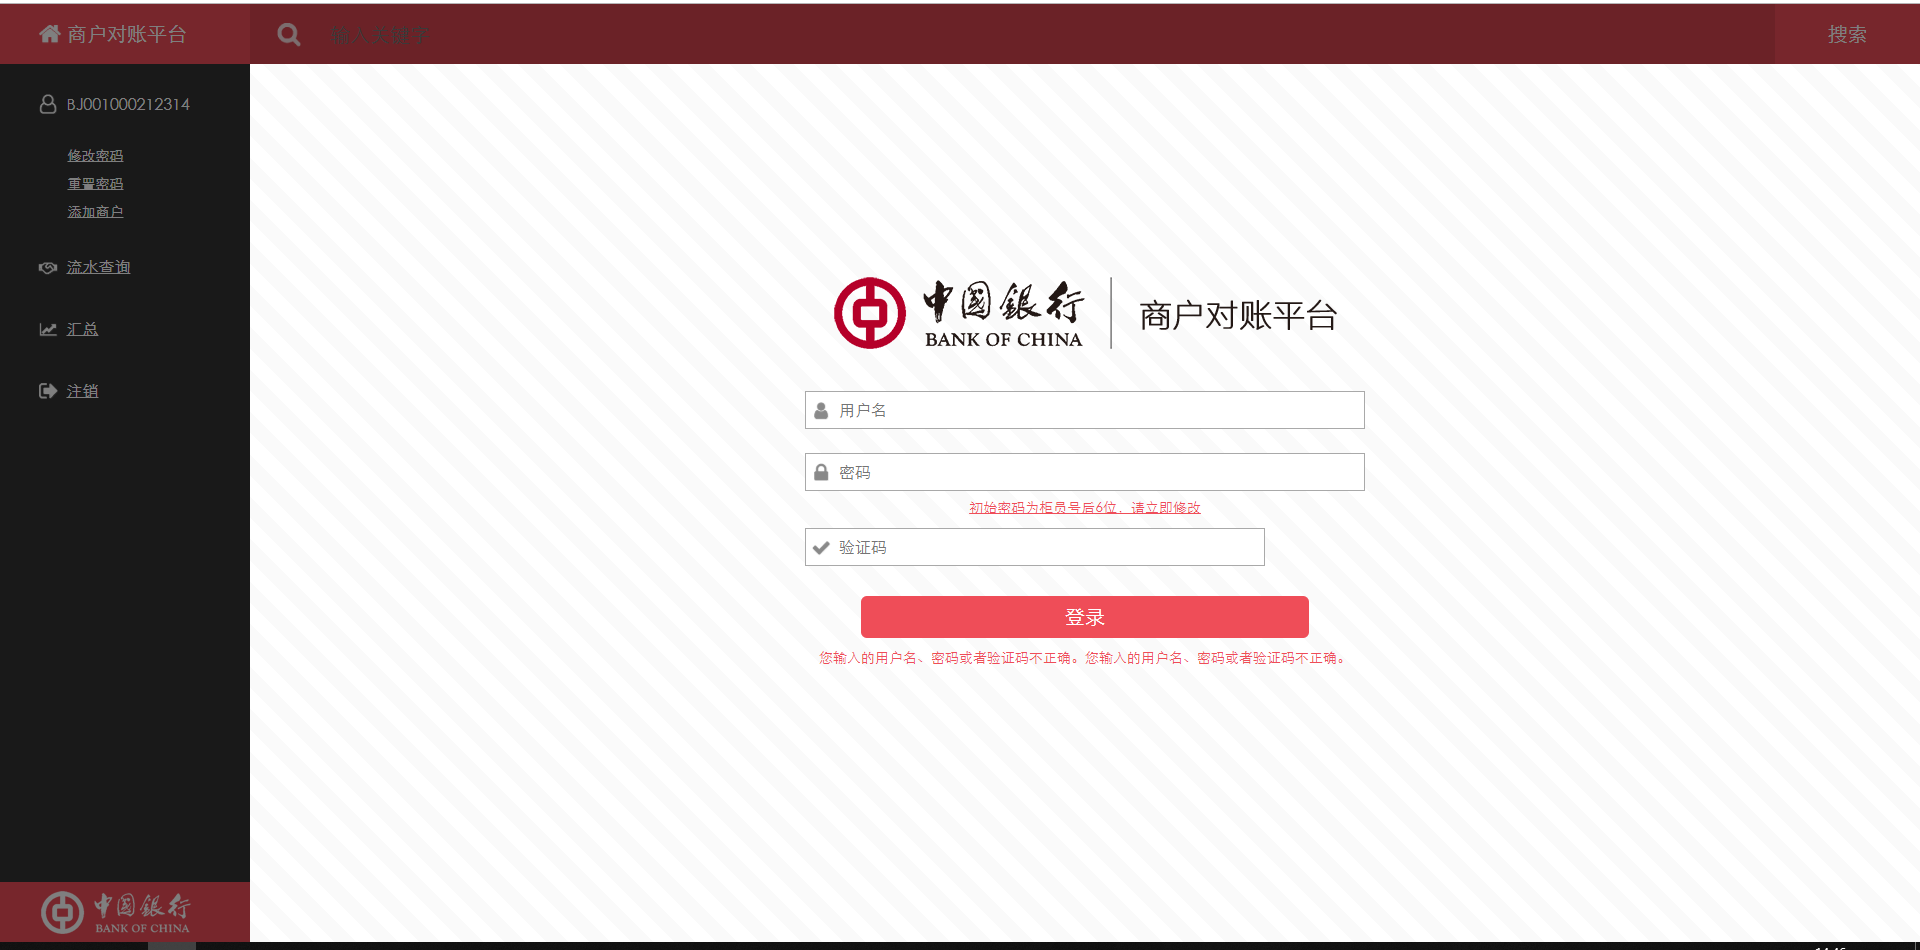 商户对账平台
输入关键字
搜索
BJ001000212314
修改密码
重置密码
添加商户
流水查询
汇总
注销
中国銀行
BANK OF CHINA
商户对账平台
用户名
密码
初始密码为柜员号后6位，请立即修改
验证码
登录
您输入的用户名、密码或者验证码不正确。您输入的用户名、密码或者验证码不正确。
中国銀行
BANK OF CHINA